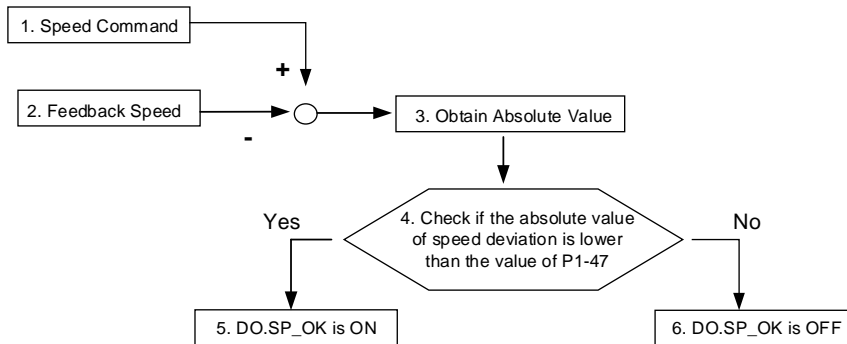 1. Speed Command
+
2. Feedback Speed
-
3. Obtain Absolute Value
4. Check if the absolute value
of speed deviation is lower
than the value of P1-47
Yes
No
5. DO.SP_OK is ON
6. DO.SP_OK is OFF